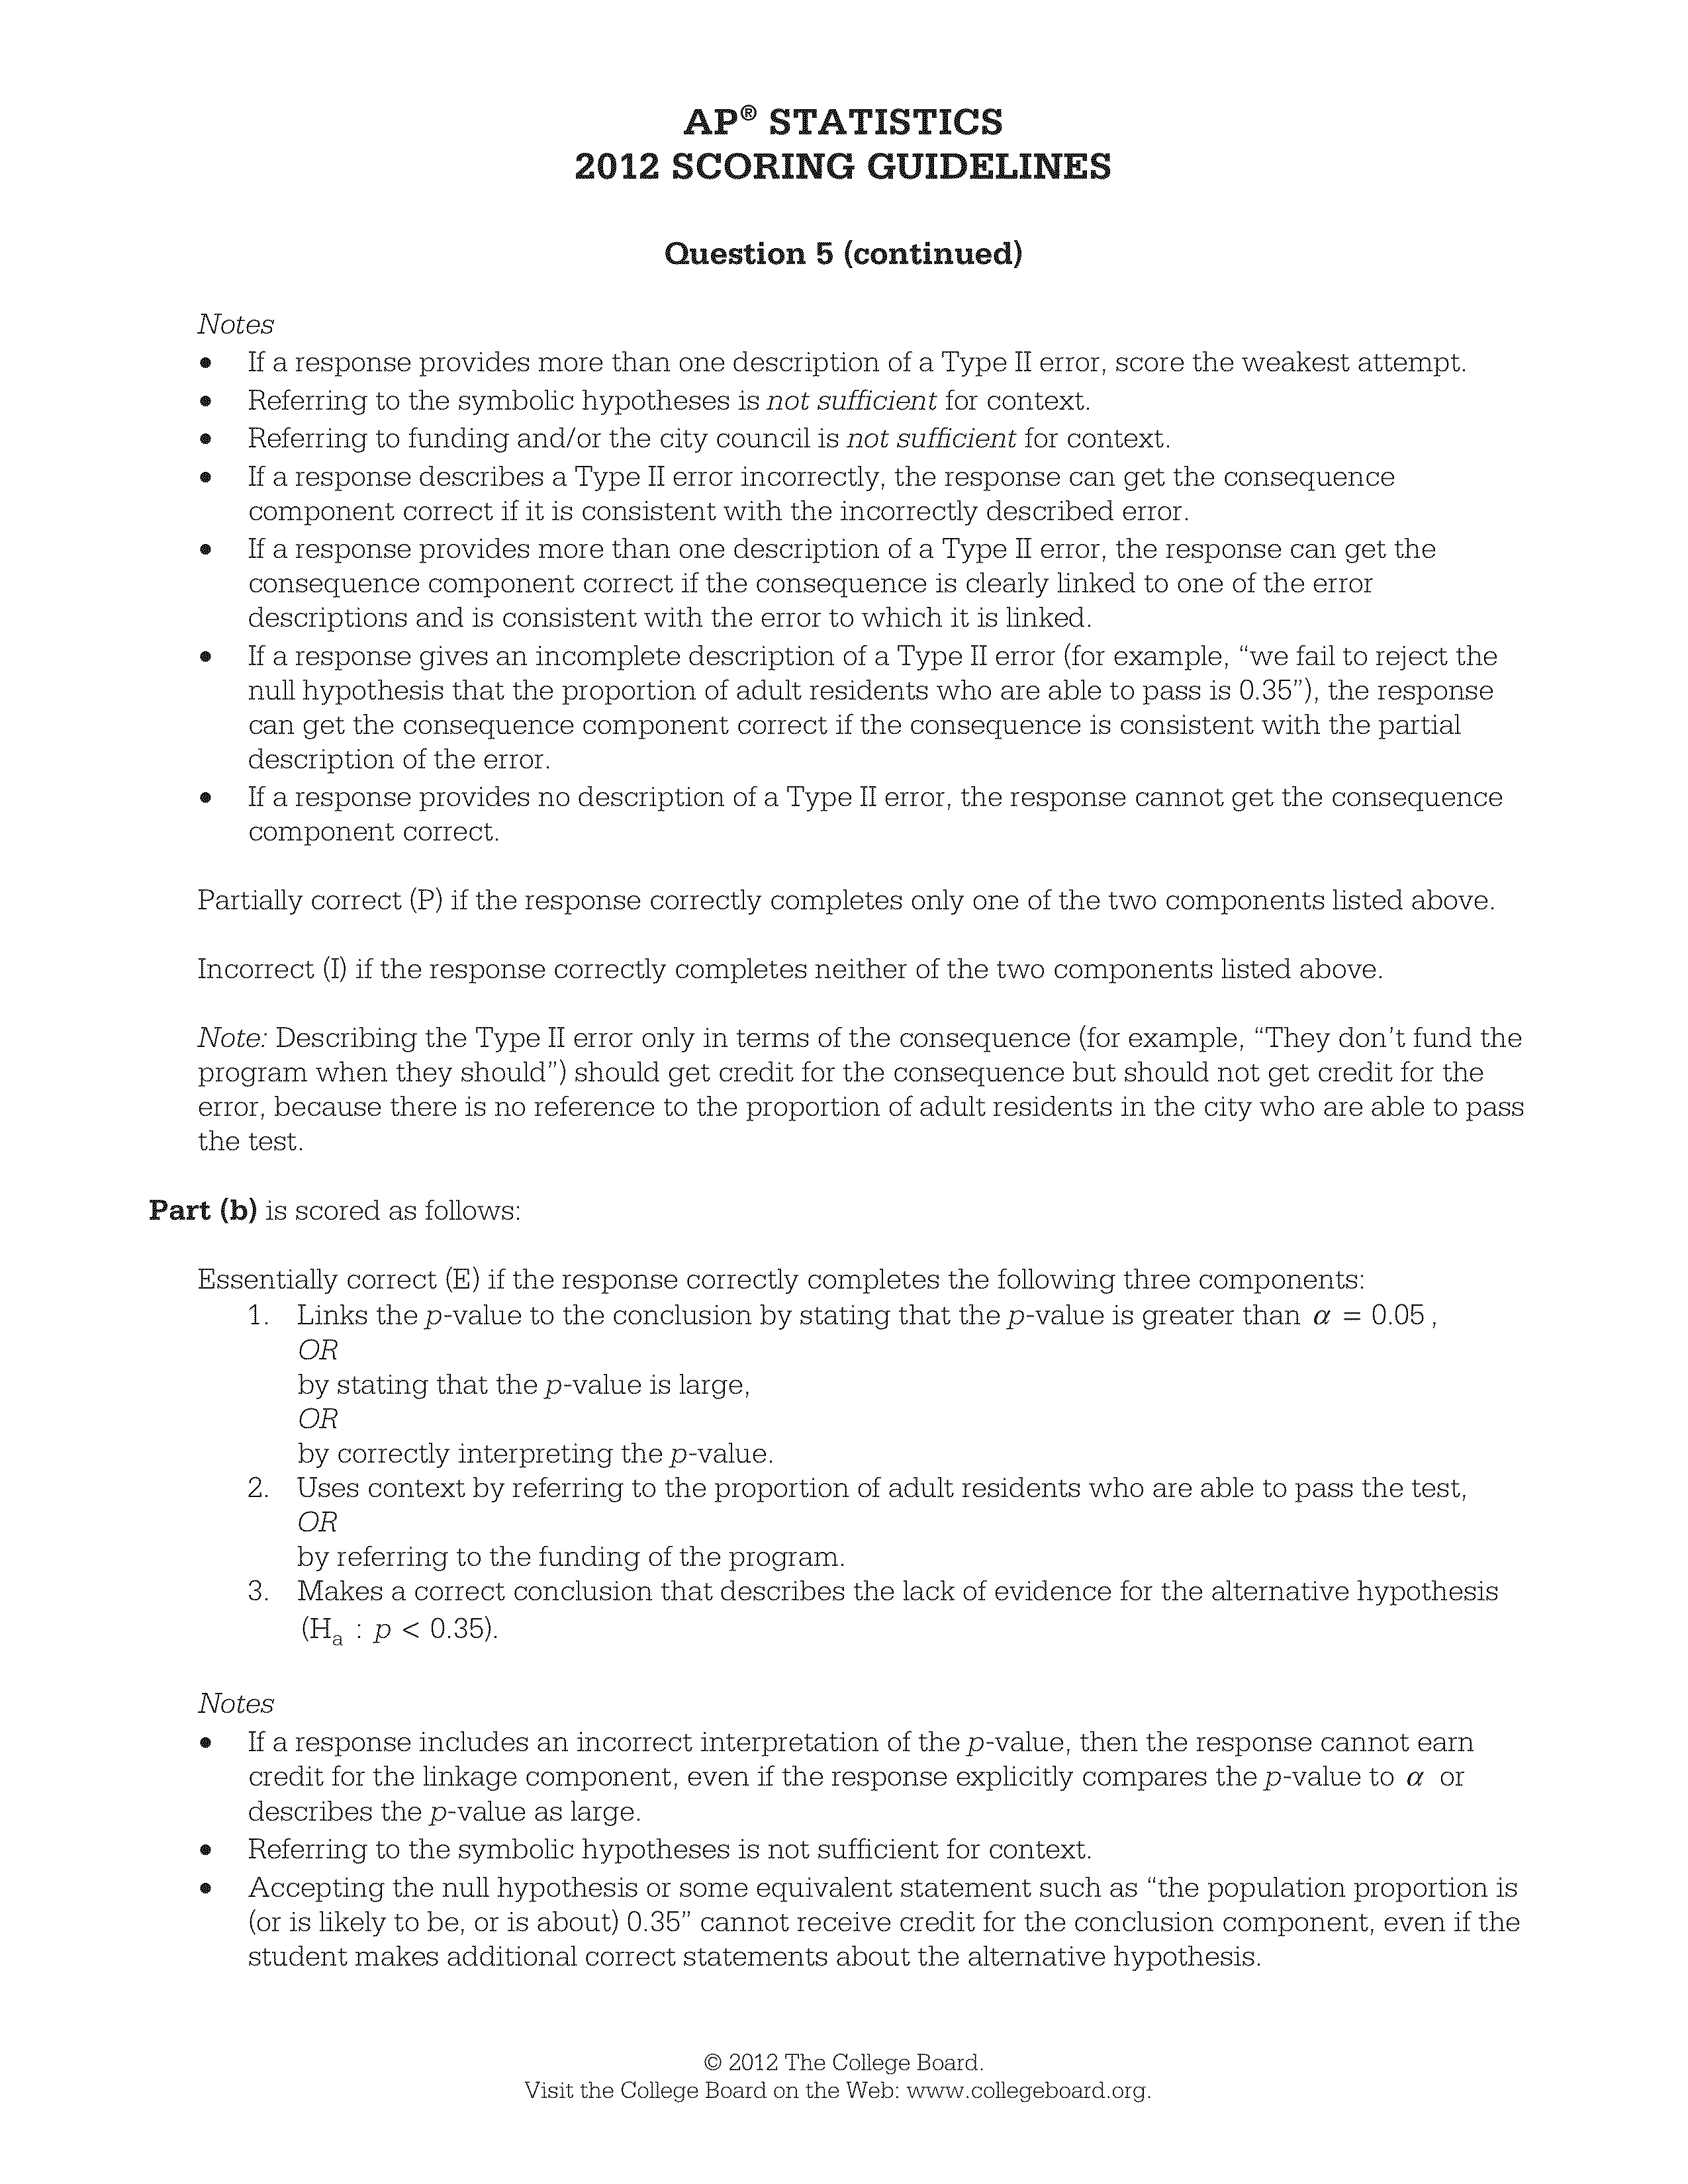 AP® STATISTICS
2012 SCORING GUIDELINES
Question 5 (continued)
Notes
• If a response provides more than one description of a Type II error, score the weakest attempt.
• Referring to the symbolic hypotheses is not sufficient for context.
• Referring to funding and/or the city council is not sufficient for context.
• If a response describes a Type II error incorrectly, the response can get the consequence
component correct if it is consistent with the incorrectly described error.
• If a response provides more than one description of a Type II error, the response can get the
consequence component correct if the consequence is clearly linked to one of the error
descriptions and is consistent with the error to which it is linked.
• If a response gives an incomplete description of a Type II error (for example, “we fail to reject the
null hypothesis that the proportion of adult residents who are able to pass is 0.35”), the response
can get the consequence component correct if the consequence is consistent with the partial
description of the error.
• If a response provides no description of a Type II error, the response cannot get the consequence
component correct.
Partially correct (P) if the response correctly completes only one of the two components listed above.
Incorrect (I) if the response correctly completes neither of the two components listed above.
Note: Describing the Type II error only in terms of the consequence (for example, “They don’t fund the
program when they should”) should get credit for the consequence but should not get credit for the
error, because there is no reference to the proportion of adult residents in the city who are able to pass
the test.
Part (b) is scored as follows:
Essentially correct (E) if the response correctly completes the following three components:
1. Links the p-value to the conclusion by stating that the p-value is greater than α = 0.05 ,
OR
by stating that the p-value is large,
OR
by correctly interpreting the p-value.
2. Uses context by referring to the proportion of adult residents who are able to pass the test,
OR
by referring to the funding of the program.
3. Makes a correct conclusion that describes the lack of evidence for the alternative hypothesis
(Hₐ : p < 0.35).
Notes
• If a response includes an incorrect interpretation of the p-value, then the response cannot earn
credit for the linkage component, even if the response explicitly compares the p-value to α or
describes the p-value as large.
• Referring to the symbolic hypotheses is not sufficient for context.
• Accepting the null hypothesis or some equivalent statement such as “the population proportion is
(or is likely to be, or is about) 0.35” cannot receive credit for the conclusion component, even if the
student makes additional correct statements about the alternative hypothesis.
© 2012 The College Board.
Visit the College Board on the Web: www.collegeboard.org.